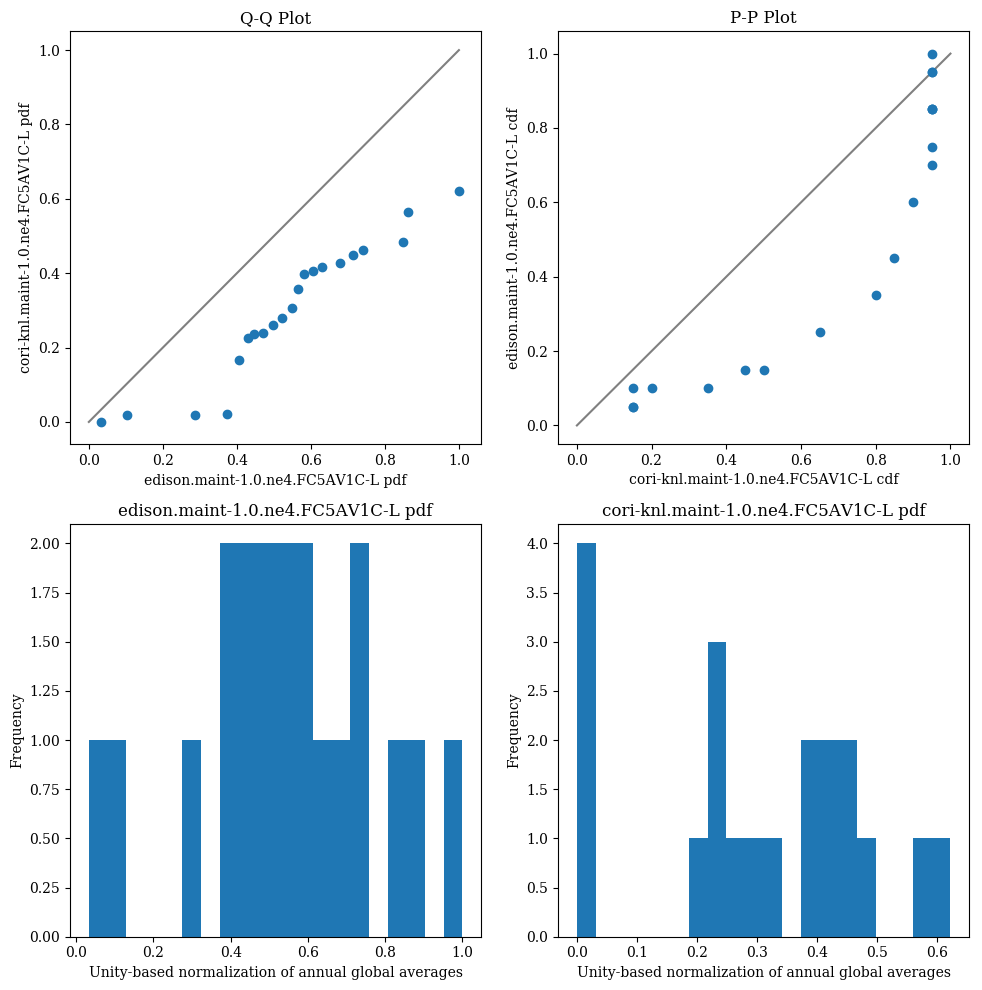 Q-Q Plot
cori-knl.maint-1.0.ne4.FC5AV1C-L pdf
1.0
0.8
0.6
0.4
0.2
0.0
0.0 0.2 0.4 0.6 0.8 1.0
edison.maint-1.0.ne4.FC5AV1C-L pdf
P-P Plot
edison.maint-1.0.ne4.FC5AV1C-L cdf
1.0
0.8
0.6
0.4
0.2
0.0
0.0 0.2 0.4 0.6 0.8 1.0
cori-knl.maint-1.0.ne4.FC5AV1C-L cdf
edison.maint-1.0.ne4.FC5AV1C-L pdf
Frequency
2.00
1.75
1.50
1.25
1.00
0.75
0.50
0.25
0.00
0.0 0.2 0.4 0.6 0.8 1.0
Unity-based normalization of annual global averages
cori-knl.maint-1.0.ne4.FC5AV1C-L pdf
Frequency
4.0
3.5
3.0
2.5
2.0
1.5
1.0
0.5
0.0
0.0 0.1 0.2 0.3 0.4 0.5 0.6
Unity-based normalization of annual global averages